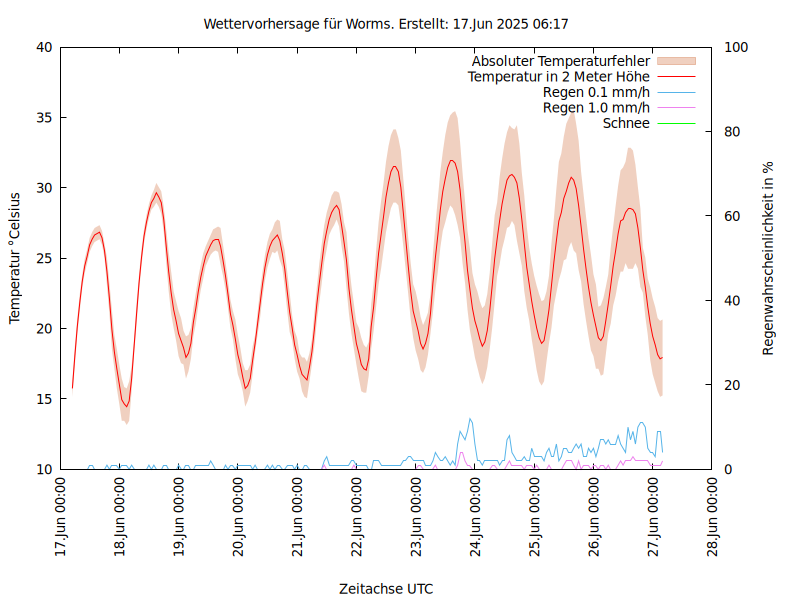 Wettervorhersage für Worms. Erstellt: 17.Jun 2025 06:17
Absoluter Temperaturfehler
Temperatur in 2 Meter Höhe
Regen 0.1 mm/h
Regen 1.0 mm/h
Schnee
Temperatur °Celsius
40
35
30
25
20
15
10
Regenwahrscheinlichkeit in %
100
80
60
40
20
0
17.Jun 00:00
18.Jun 00:00
19.Jun 00:00
20.Jun 00:00
21.Jun 00:00
22.Jun 00:00
23.Jun 00:00
24.Jun 00:00
25.Jun 00:00
26.Jun 00:00
27.Jun 00:00
28.Jun 00:00
Zeitachse UTC